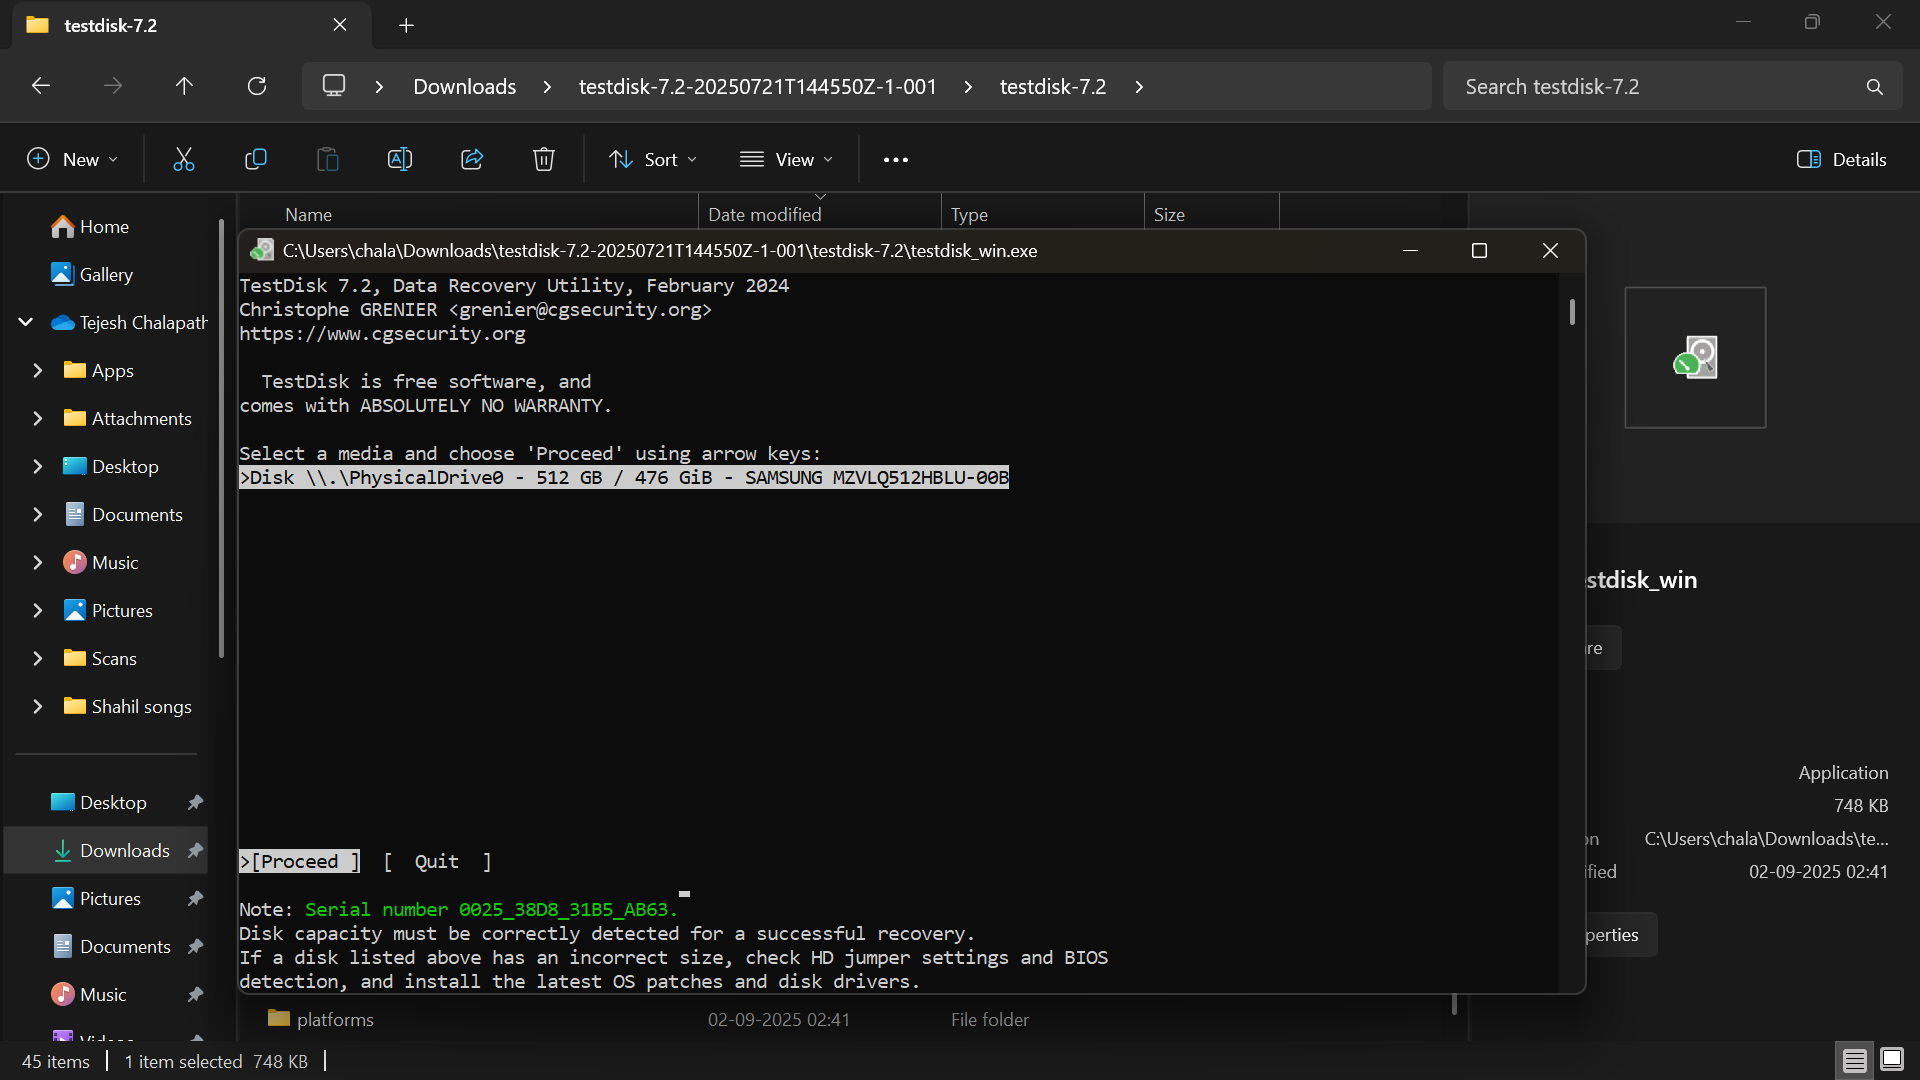 testdisk-7.2
Downloads
testdisk-7.2-20250721T144550Z-1-001
testdisk-7.2
Search testdisk-7.2
New
Sort
View
Details
Name
Date modified
Type
Size
Home
Gallery
Tejesh Chalapath
Apps
Attachments
Desktop
Documents
Music
Pictures
Scans
Shahil songs
Desktop
Downloads
Pictures
Documents
Music
C:\Users\chala\Downloads\testdisk-7.2-20250721T144550Z-1-001\testdisk-7.2\testdisk_win.exe
TestDisk 7.2, Data Recovery Utility, February 2024
Christophe GRENIER <grenier@cgsecurity.org>
https://www.cgsecurity.org
TestDisk is free software, and
comes with ABSOLUTELY NO WARRANTY.
Select a media and choose 'Proceed' using arrow keys:
>Disk \\.\PhysicalDrive0 - 512 GB / 476 GiB - SAMSUNG MZVLQ512HBLU-00B
>[Proceed ]  [  Quit  ]
Note: Serial number 0025_38D8_31B5_AB63.
Disk capacity must be correctly detected for a successful recovery.
If a disk listed above has an incorrect size, check HD jumper settings and BIOS
detection, and install the latest OS patches and disk drivers.
platforms
02-09-2025 02:41
File folder
stdisk_win
re
Application
748 KB
on
C:\Users\chala\Downloads\te...
ified
02-09-2025 02:41
perties
45 items
1 item selected 748 KB